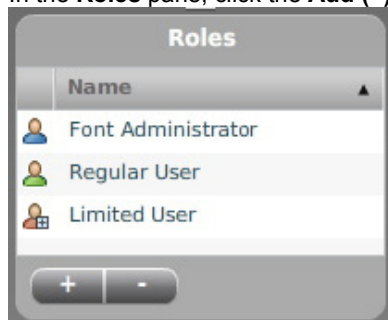 In the Roles pane, click the Add (
Roles
Name
Font Administrator
Regular User
Limited User
+ -